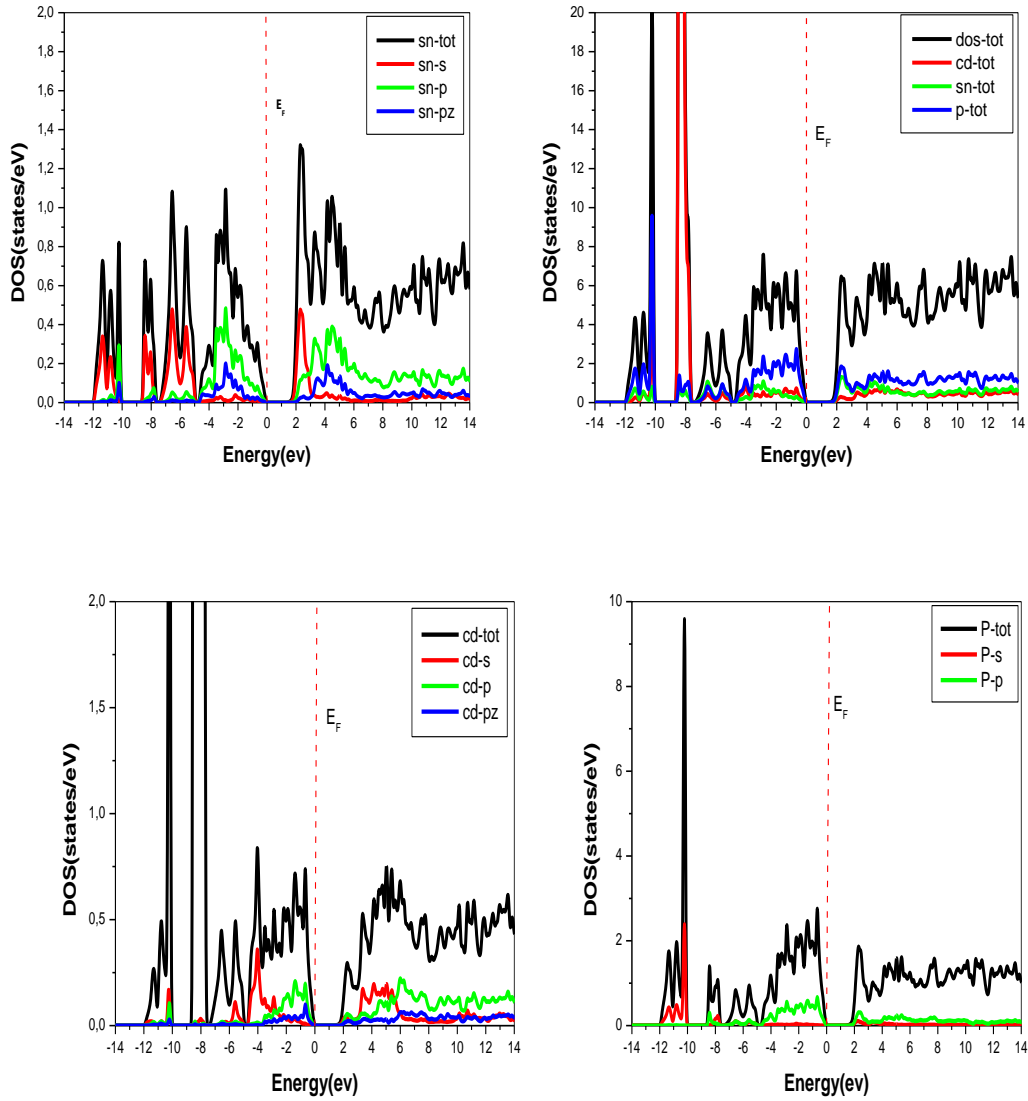 2,0
1,8
1,6
1,4
1,2
1,0
0,8
0,6
0,4
0,2
0,0
DOS(states/eV)
-14 -12 -10 -8 -6 -4 -2 0 2 4 6 8 10 12 14
Energy(ev)
sn-tot
sn-s
sn-p
sn-pz
E_F
20
18
16
14
12
10
8
6
4
2
0
DOS(states/eV)
-14 -12 -10 -8 -6 -4 -2 0 2 4 6 8 10 12 14
Energy(eV)
dos-tot
cd-tot
sn-tot
p-tot
E_F
2,0
1,5
1,0
0,5
0,0
DOS(states/eV)
-14 -12 -10 -8 -6 -4 -2 0 2 4 6 8 10 12 14
Energy(ev)
cd-tot
cd-s
cd-p
cd-pz
E_F
10
8
6
4
2
0
DOS(states/eV)
-14 -12 -10 -8 -6 -4 -2 0 2 4 6 8 10 12 14
Energy(ev)
P-tot
P-s
P-p
E_F